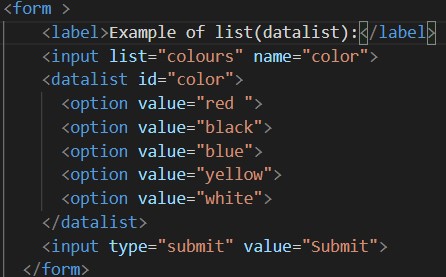 <form >
<label>Example of list(datalist):</label>
<input list="colours" name="color">
<datalist id="color">
<option value="red ">
<option value="black">
<option value="blue">
<option value="yellow">
<option value="white">
</datalist>
<input type="submit" value="Submit">
</form>